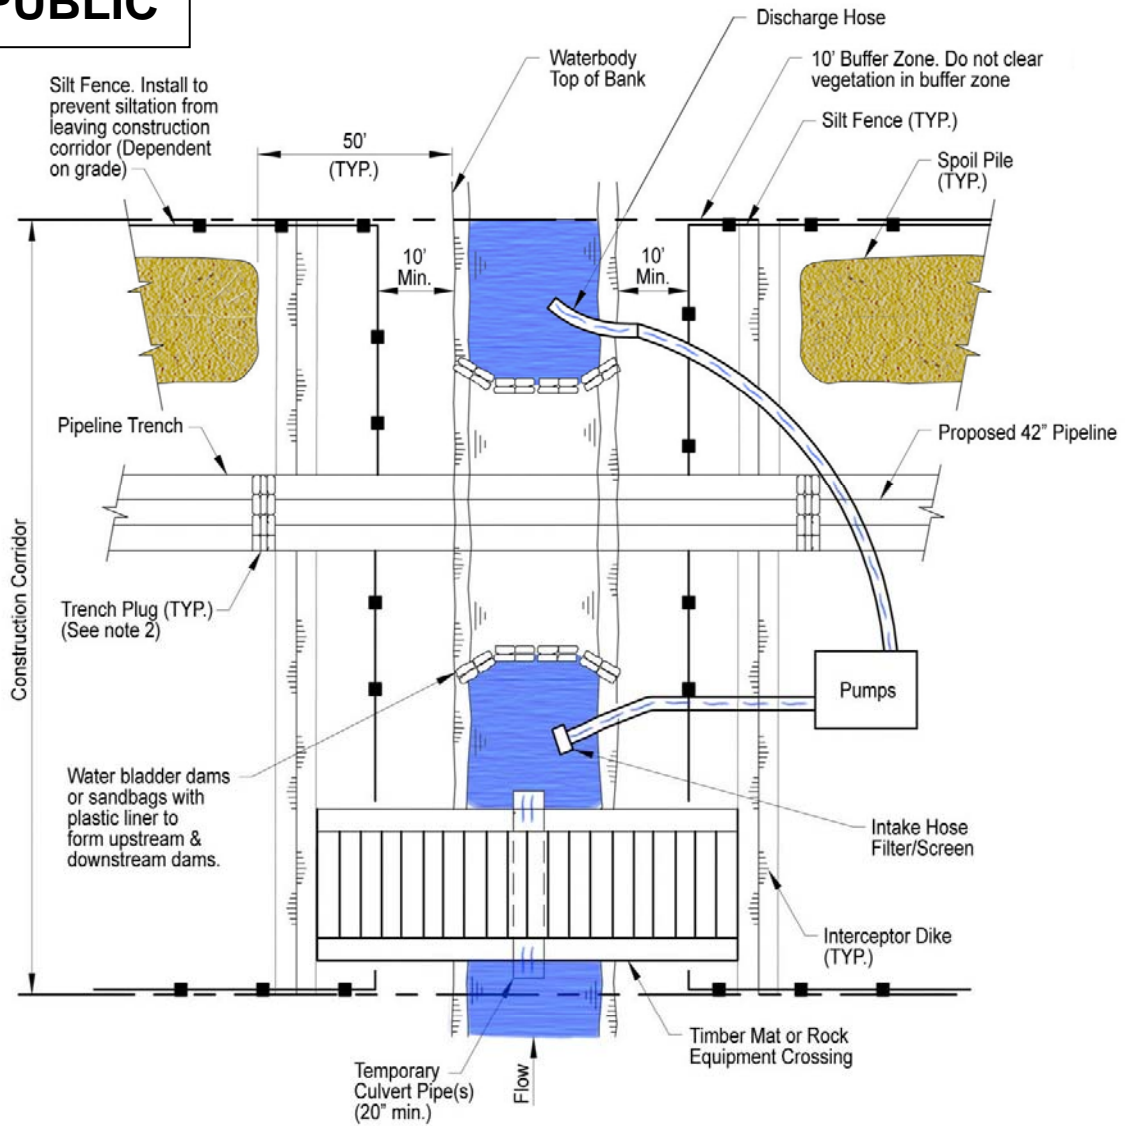 PUBLIC
Discharge Hose
Waterbody
Top of Bank
10’ Buffer Zone. Do not clear
vegetation in buffer zone
Silt Fence. Install to
prevent siltation from
leaving construction
corridor (Dependent
on grade)
50’
(TYP.)
Silt Fence (TYP.)
Spoil Pile
(TYP.)
10’
Min.
10’
Min.
Pipeline Trench
Proposed 42” Pipeline
Construction Corridor
Trench Plug (TYP.)
(See note 2)
Pumps
Water bladder dams
or sandbags with
plastic liner to
form upstream &
downstream dams.
Intake Hose
Filter/Screen
Interceptor Dike
(TYP.)
Timber Mat or Rock
Equipment Crossing
Temporary
Culvert Pipe(s)
(20” min.)
Flow